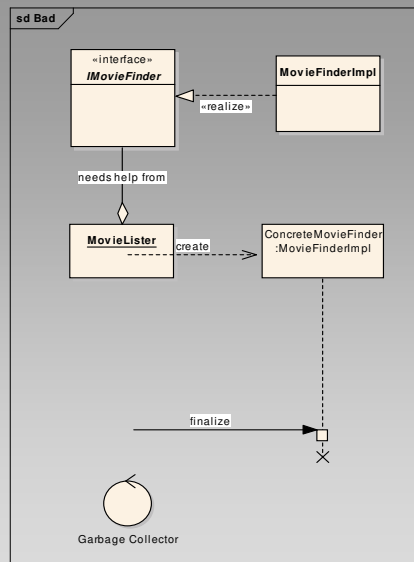 sd Bad
«interface»
IMovieFinder
MovieFinderImpl
«realize»
needs help from
MovieLister
create
ConcreteMovieFinder
:MovieFinderImpl
finalize
Garbage Collector